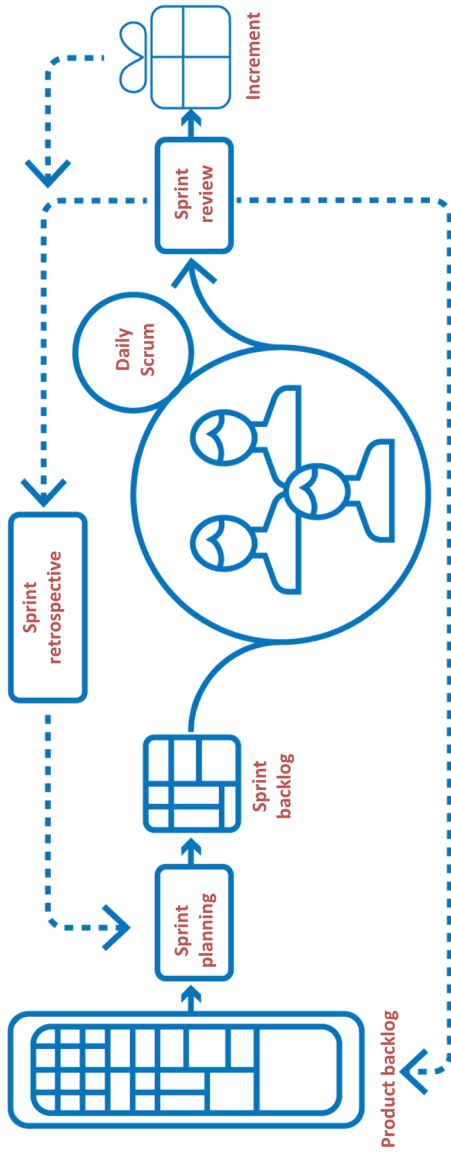 Product backlog
Sprint
planning
Sprint
backlog
Sprint
retrospective
Daily
Scrum
Sprint
review
Increment